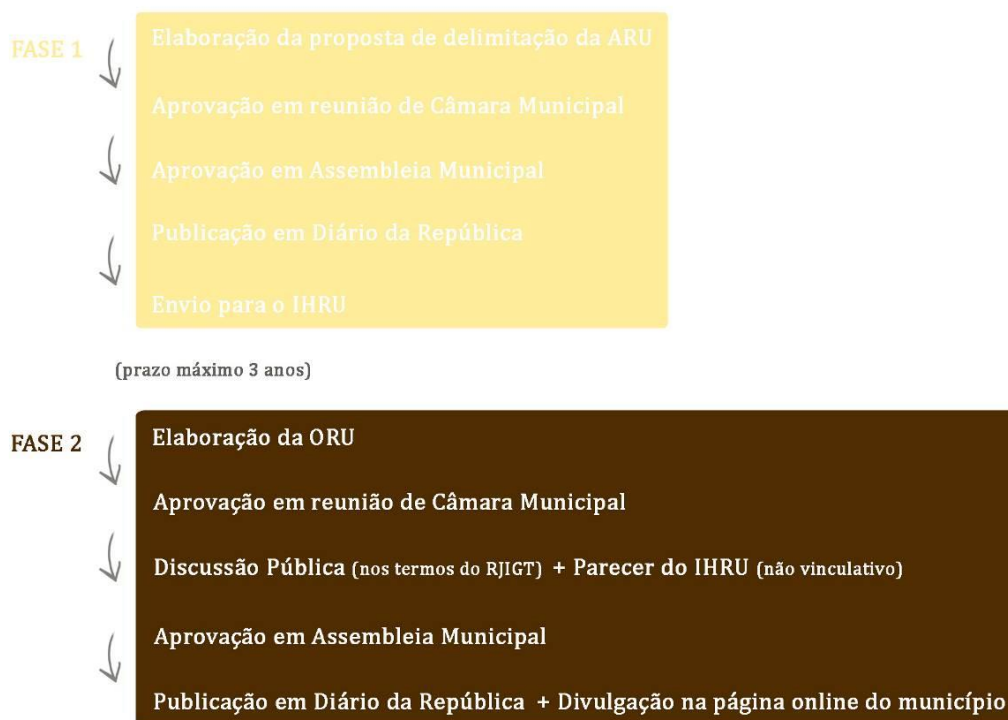 FASE 1
Elaboração da proposta de delimitação da ARU
Aprovação em reunião de Câmara Municipal
Aprovação em Assembleia Municipal
Publicação em Diário da República
Envio para o IHRU
(prazo máximo 3 anos)
FASE 2
Elaboração da ORU
Aprovação em reunião de Câmara Municipal
Discussão Pública (nos termos do RJIGT) + Parecer do IHRU (não vinculativo)
Aprovação em Assembleia Municipal
Publicação em Diário da República + Divulgação na página online do município